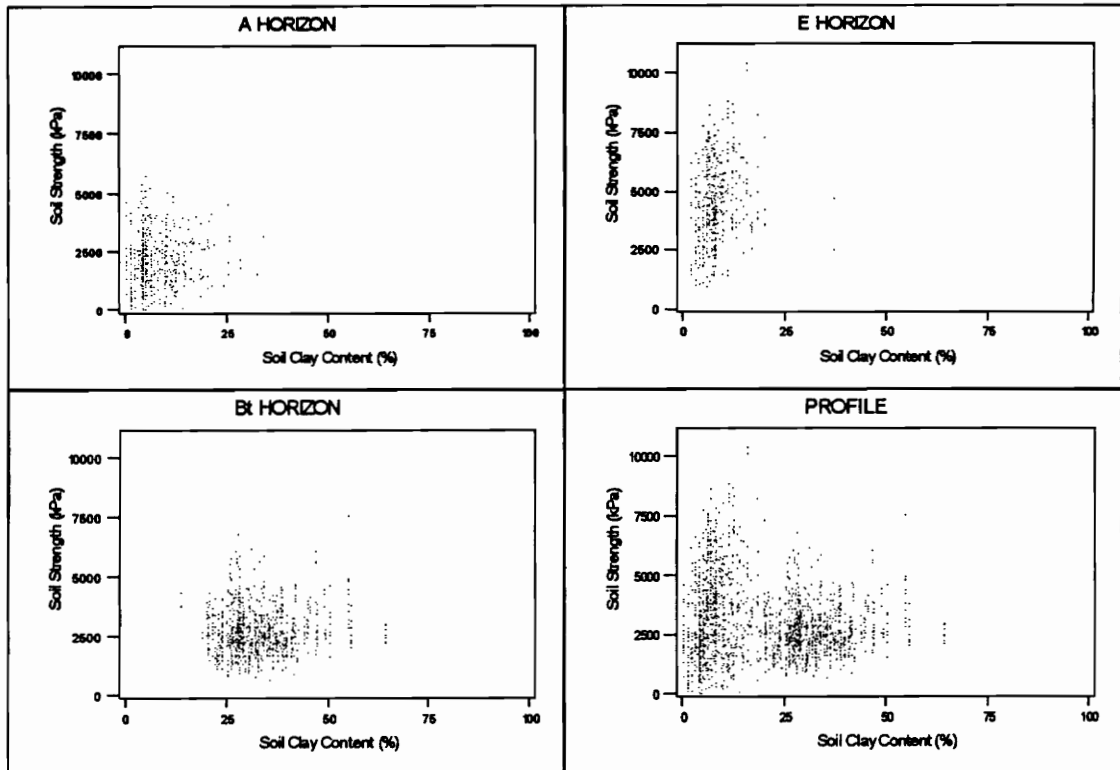 A HORIZON
10000
7500
5000
2500
0
Soil Strength (kPa)
0 25 50 75 100
Soil Clay Content (%)
E HORIZON
10000
7500
5000
2500
0
Soil Strength (kPa)
0 25 50 75 100
Soil Clay Content (%)
Bt HORIZON
10000
7500
5000
2500
0
Soil Strength (kPa)
0 25 50 75 100
Soil Clay Content (%)
PROFILE
10000
7500
5000
2500
0
Soil Strength (kPa)
0 25 50 75 100
Soil Clay Content (%)